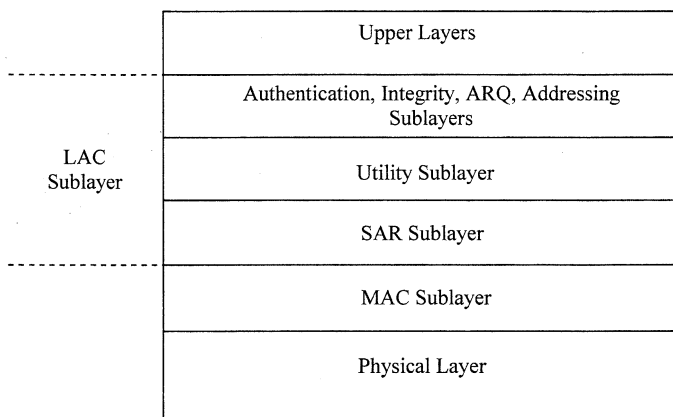 Upper Layers
Authentication, Integrity, ARQ, Addressing
Sublayers
LAC
Sublayer
Utility Sublayer
SAR Sublayer
MAC Sublayer
Physical Layer